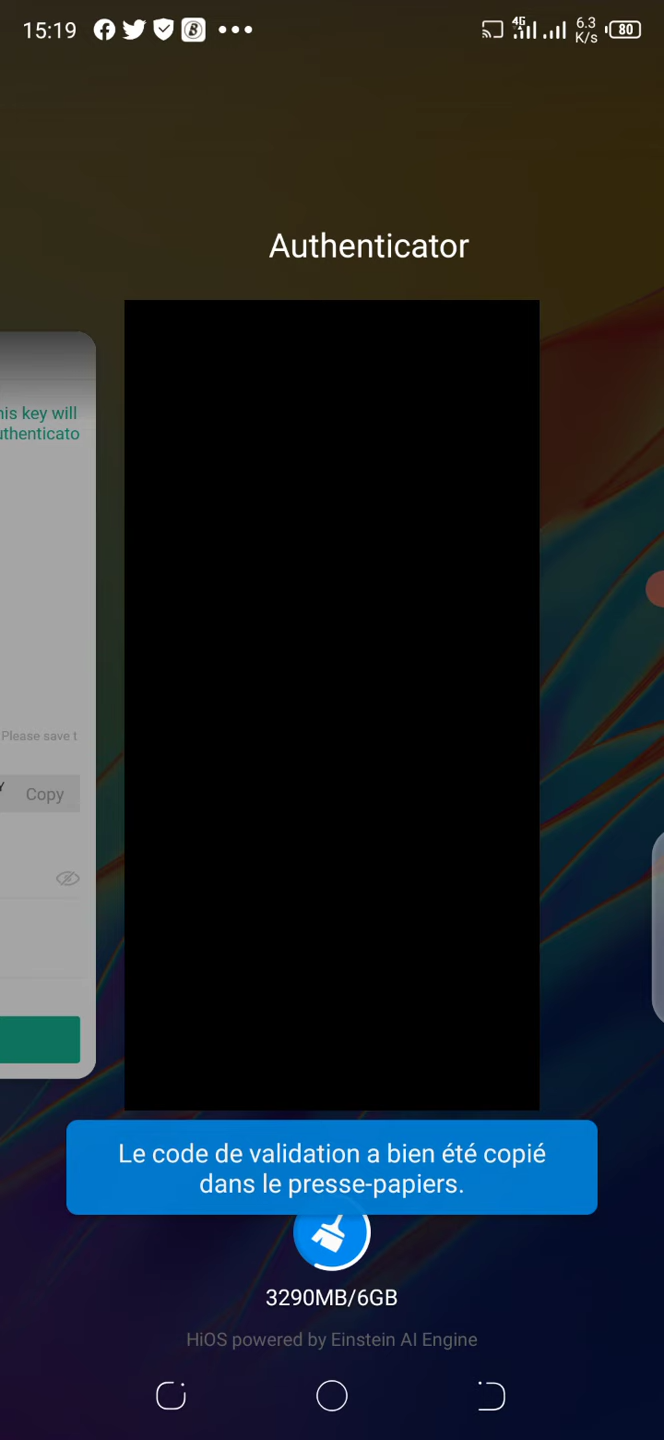 15:19
4G
6.3
K/s
80
Authenticator
his key will
uthenticato
Please save t
Y Copy
Le code de validation a bien été copié
dans le presse-papiers.
3290MB/6GB
HiOS powered by Einstein AI Engine